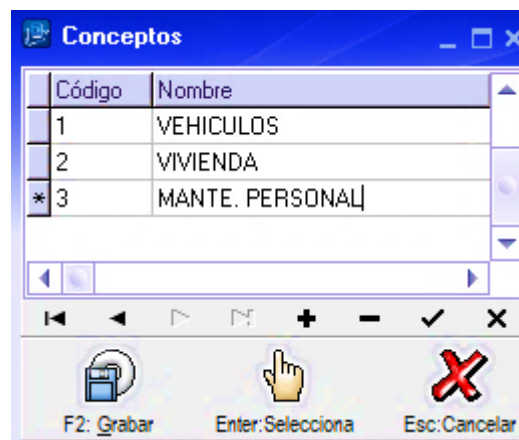 Conceptos
Código Nombre
1 VEHICULOS
2 VIVIENDA
* 3 MANTE. PERSONAL
F2: Grabar Enter:Selecciona Esc:Cancelar